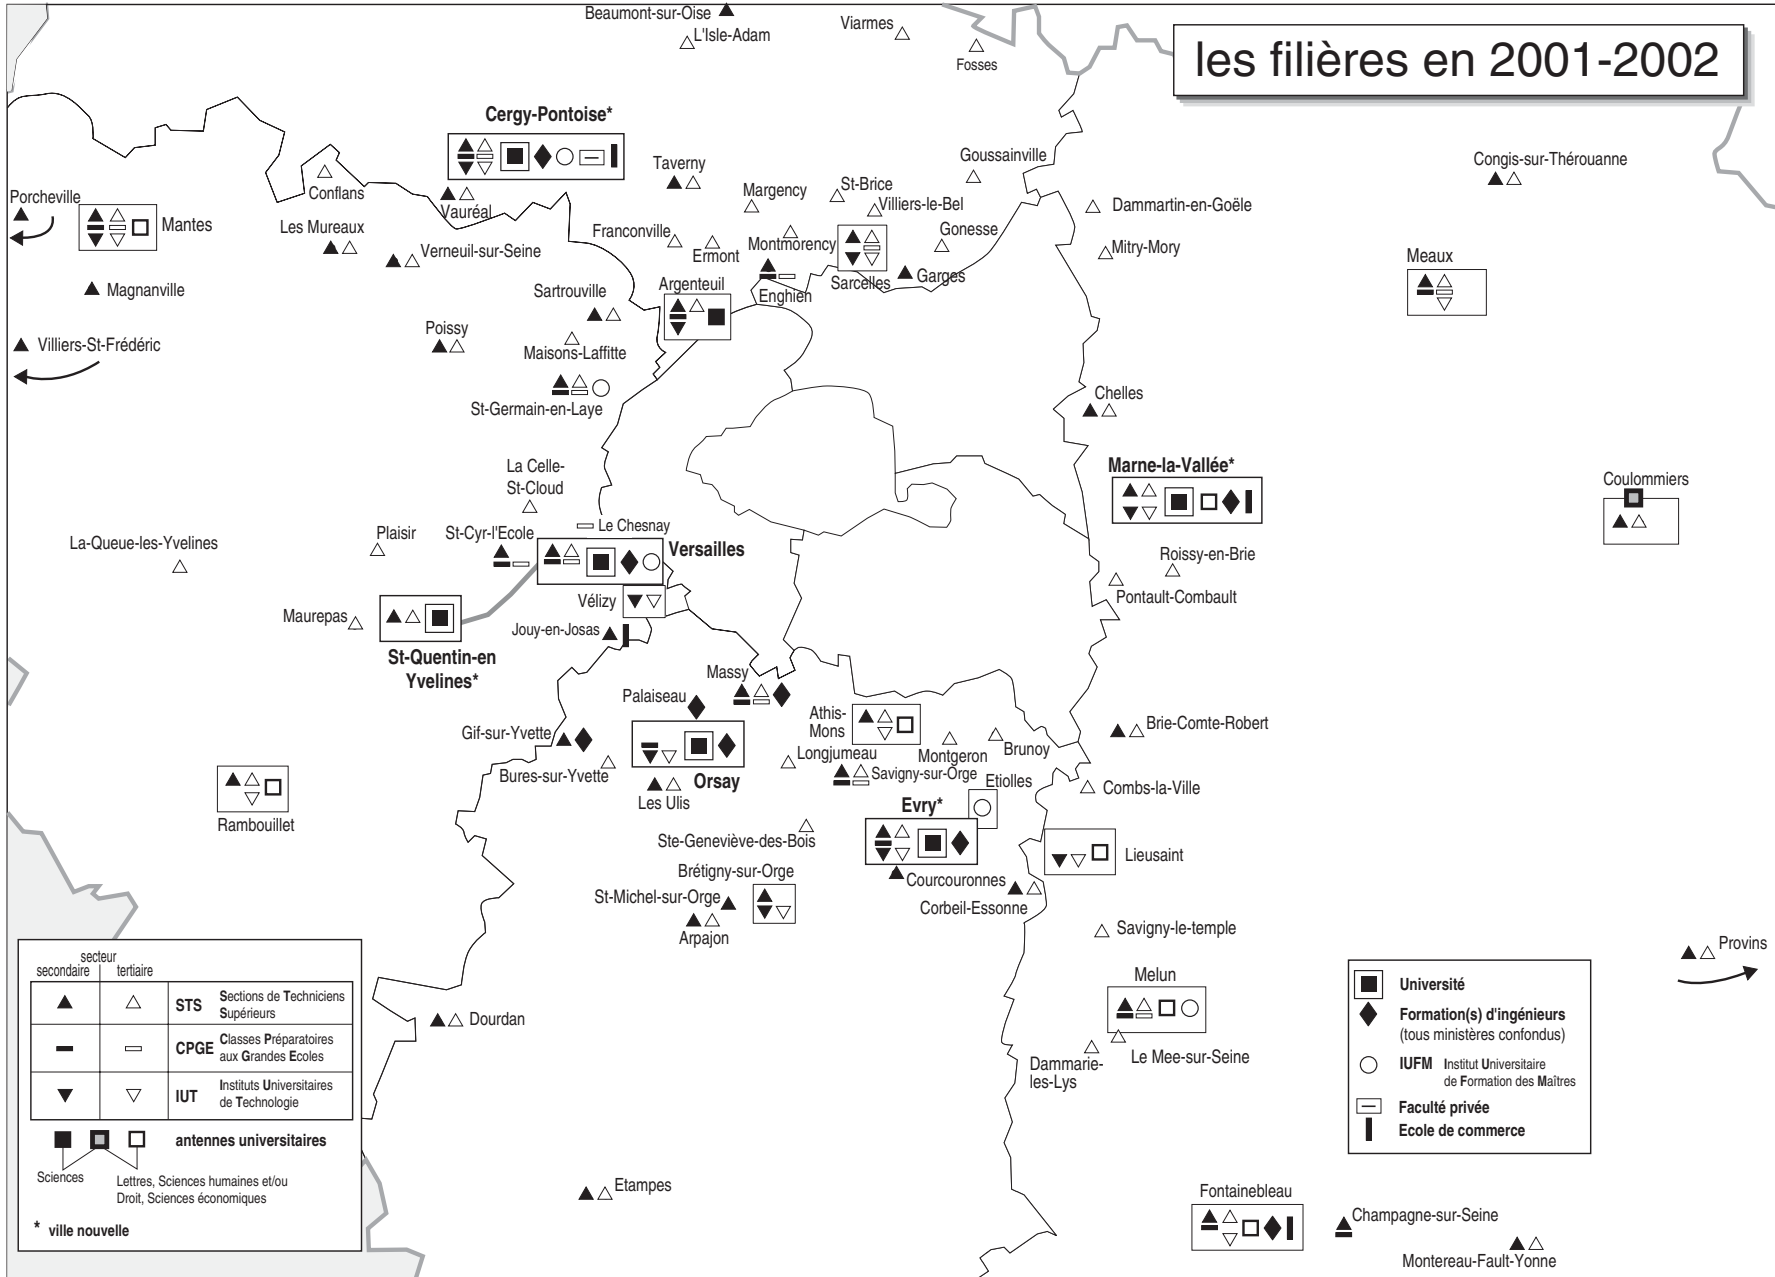 les filières en 2001-2002
Beaumont-sur-Oise
L'Isle-Adam
Viarmes
Fosses
Cergy-Pontoise*
Taverny
Goussainville
Congis-sur-Thérouanne
Conflans
Vauréal
Margency
St-Brice
Villiers-le-Bel
Dammartin-en-Goële
Porcheville
Mantes
Les Mureaux
Verneuil-sur-Seine
Franconville
Ermont
Montmorency
Gonesse
Mitry-Mory
Meaux
Magnanville
Sartrouville
Argenteuil
Enghien
Sarcelles
Garges
Villiers-St-Frédéric
Poissy
Maisons-Laffitte
St-Germain-en-Laye
Chelles
La Celle-
St-Cloud
Marne-la-Vallée*
Coulommiers
La-Queue-les-Yvelines
Plaisir
St-Cyr-l'Ecole
Le Chesnay
Versailles
Roissy-en-Brie
Pontault-Combault
Maurepas
Vélizy
Jouy-en-Josas
St-Quentin-en
Yvelines*
Massy
Palaiseau
Athis-
Mons
Gif-sur-Yvette
Bures-sur-Yvette
Longjumeau
Montgeron
Brunoy
Brie-Comte-Robert
Orsay
Les Ulis
Savigny-sur-Orge
Etiolles
Combs-la-Ville
Rambouillet
Evry*
Ste-Geneviève-des-Bois
Lieusaint
Brétigny-sur-Orge
St-Michel-sur-Orge
Courcouronnes
Corbeil-Essonne
Arpajon
Savigny-le-temple
Provins
Melun
Dourdan
Le Mee-sur-Seine
Dammarie-
les-Lys
Etampes
Fontainebleau
Champagne-sur-Seine
Montereau-Fault-Yonne
secteur
secondaire tertiaire
STS Sections de Techniciens
Supérieurs
CPGE Classes Préparatoires
aux Grandes Ecoles
IUT Instituts Universitaires
de Technologie
antennes universitaires
Sciences
Lettres, Sciences humaines et/ou
Droit, Sciences économiques
* ville nouvelle
Université
Formation(s) d'ingénieurs
(tous ministères confondus)
IUFM Institut Universitaire
de Formation des Maîtres
Faculté privée
Ecole de commerce